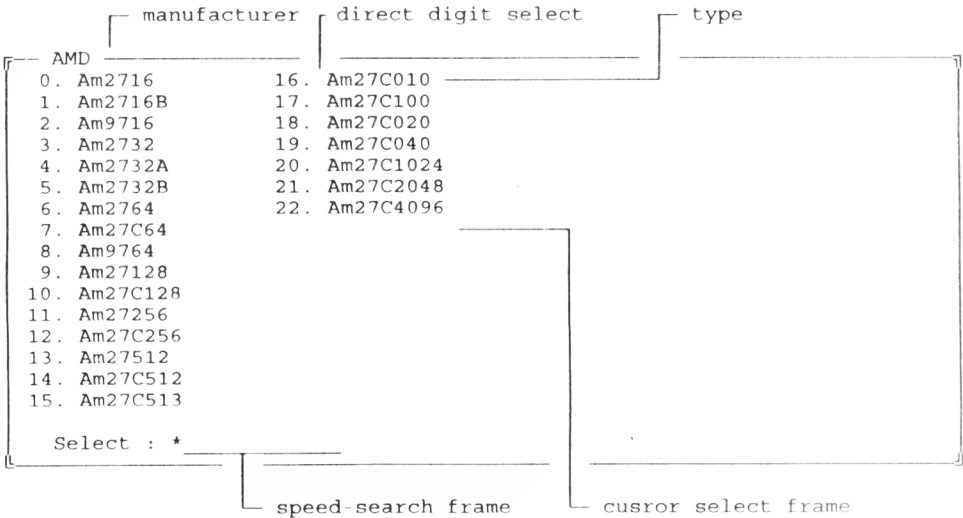 manufacturer direct digit select type
AMD
0. Am2716 16. Am27C010
1. Am2716B 17. Am27C100
2. Am9716 18. Am27C020
3. Am2732 19. Am27C040
4. Am2732A 20. Am27C1024
5. Am2732B 21. Am27C2048
6. Am2764 22. Am27C4096
7. Am27C64
8. Am9764
9. Am27128
10. Am27C128
11. Am27256
12. Am27C256
13. Am27512
14. Am27C512
15. Am27C513
Select : *
speed-search frame cusror select frame